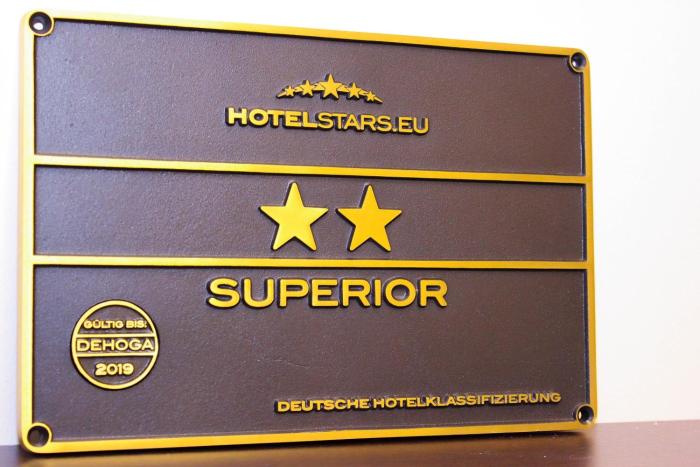 HOTELSTARS.EU
SUPERIOR
GÜLTIG BIS:
DEHOGA
2019
DEUTSCHE HOTELKLASSIFIZIERUNG